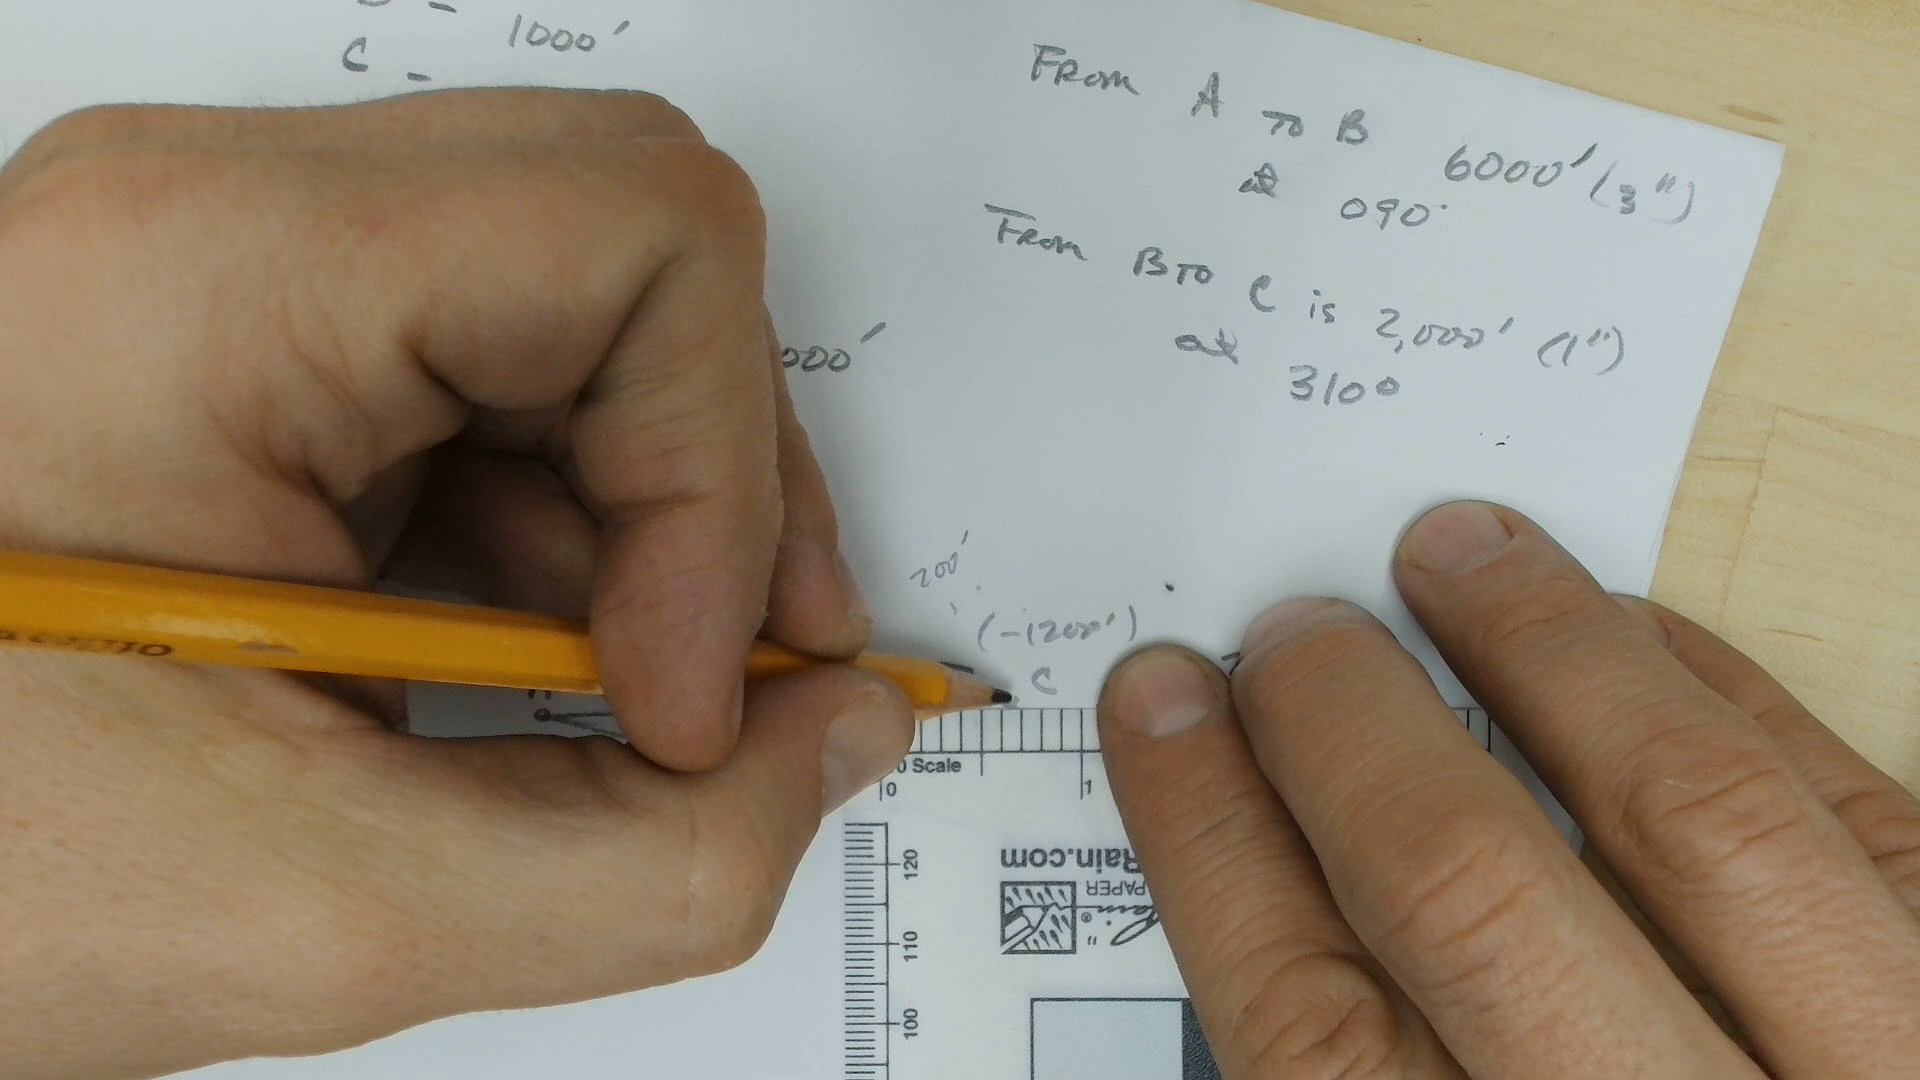 C - 1000'
From A to B 6000' (3")
at 090°
From B to C is 2,000' (1")
at 310°
000'
200'
(-1200')
C
0 Scale
0 1
120
110
100
Rain.com
PAPER
Rain